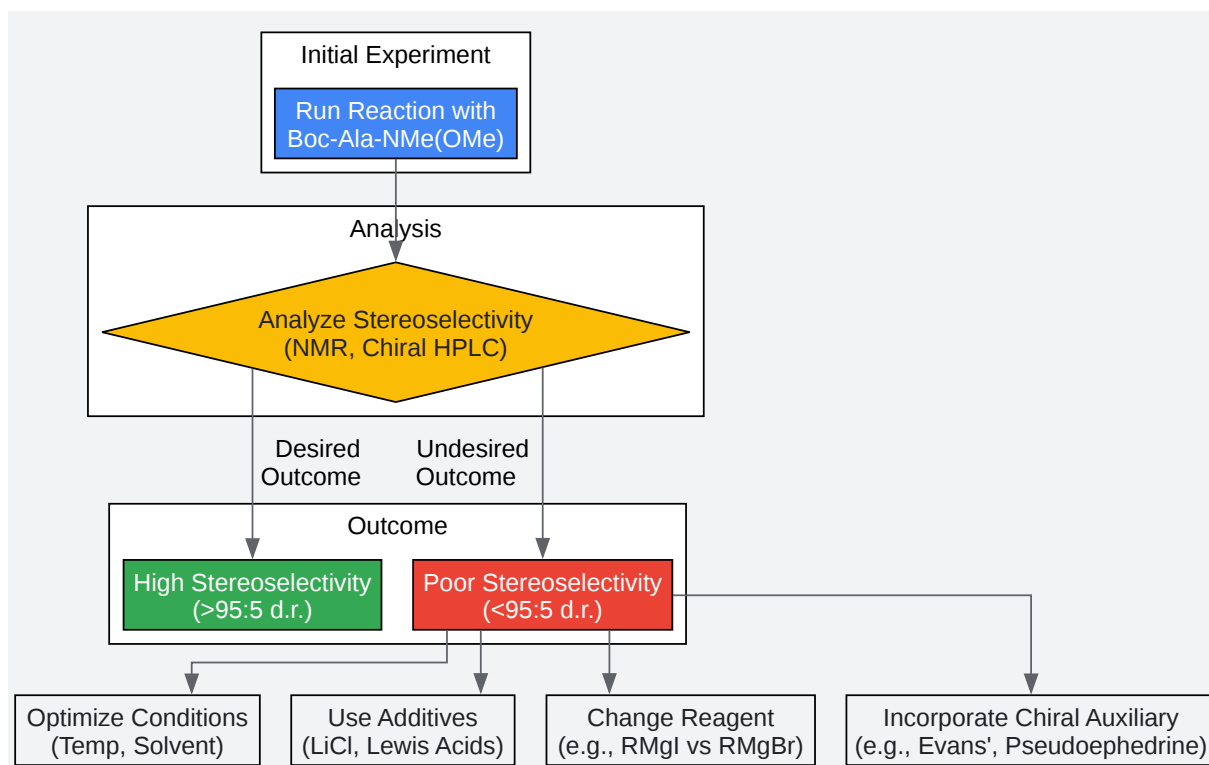 Initial Experiment
Run Reaction with
Boc-Ala-NMe(OMe)
Analysis
Analyze Stereoselectivity
(NMR, Chiral HPLC)
Desired
Outcome
Undesired
Outcome
Outcome
High Stereoselectivity
(>95:5 d.r.)
Poor Stereoselectivity
(<95:5 d.r.)
Optimize Conditions
(Temp, Solvent)
Use Additives
(LiCl, Lewis Acids)
Change Reagent
(e.g., RMgI vs RMgBr)
Incorporate Chiral Auxiliary
(e.g., Evans', Pseudoephedrine)